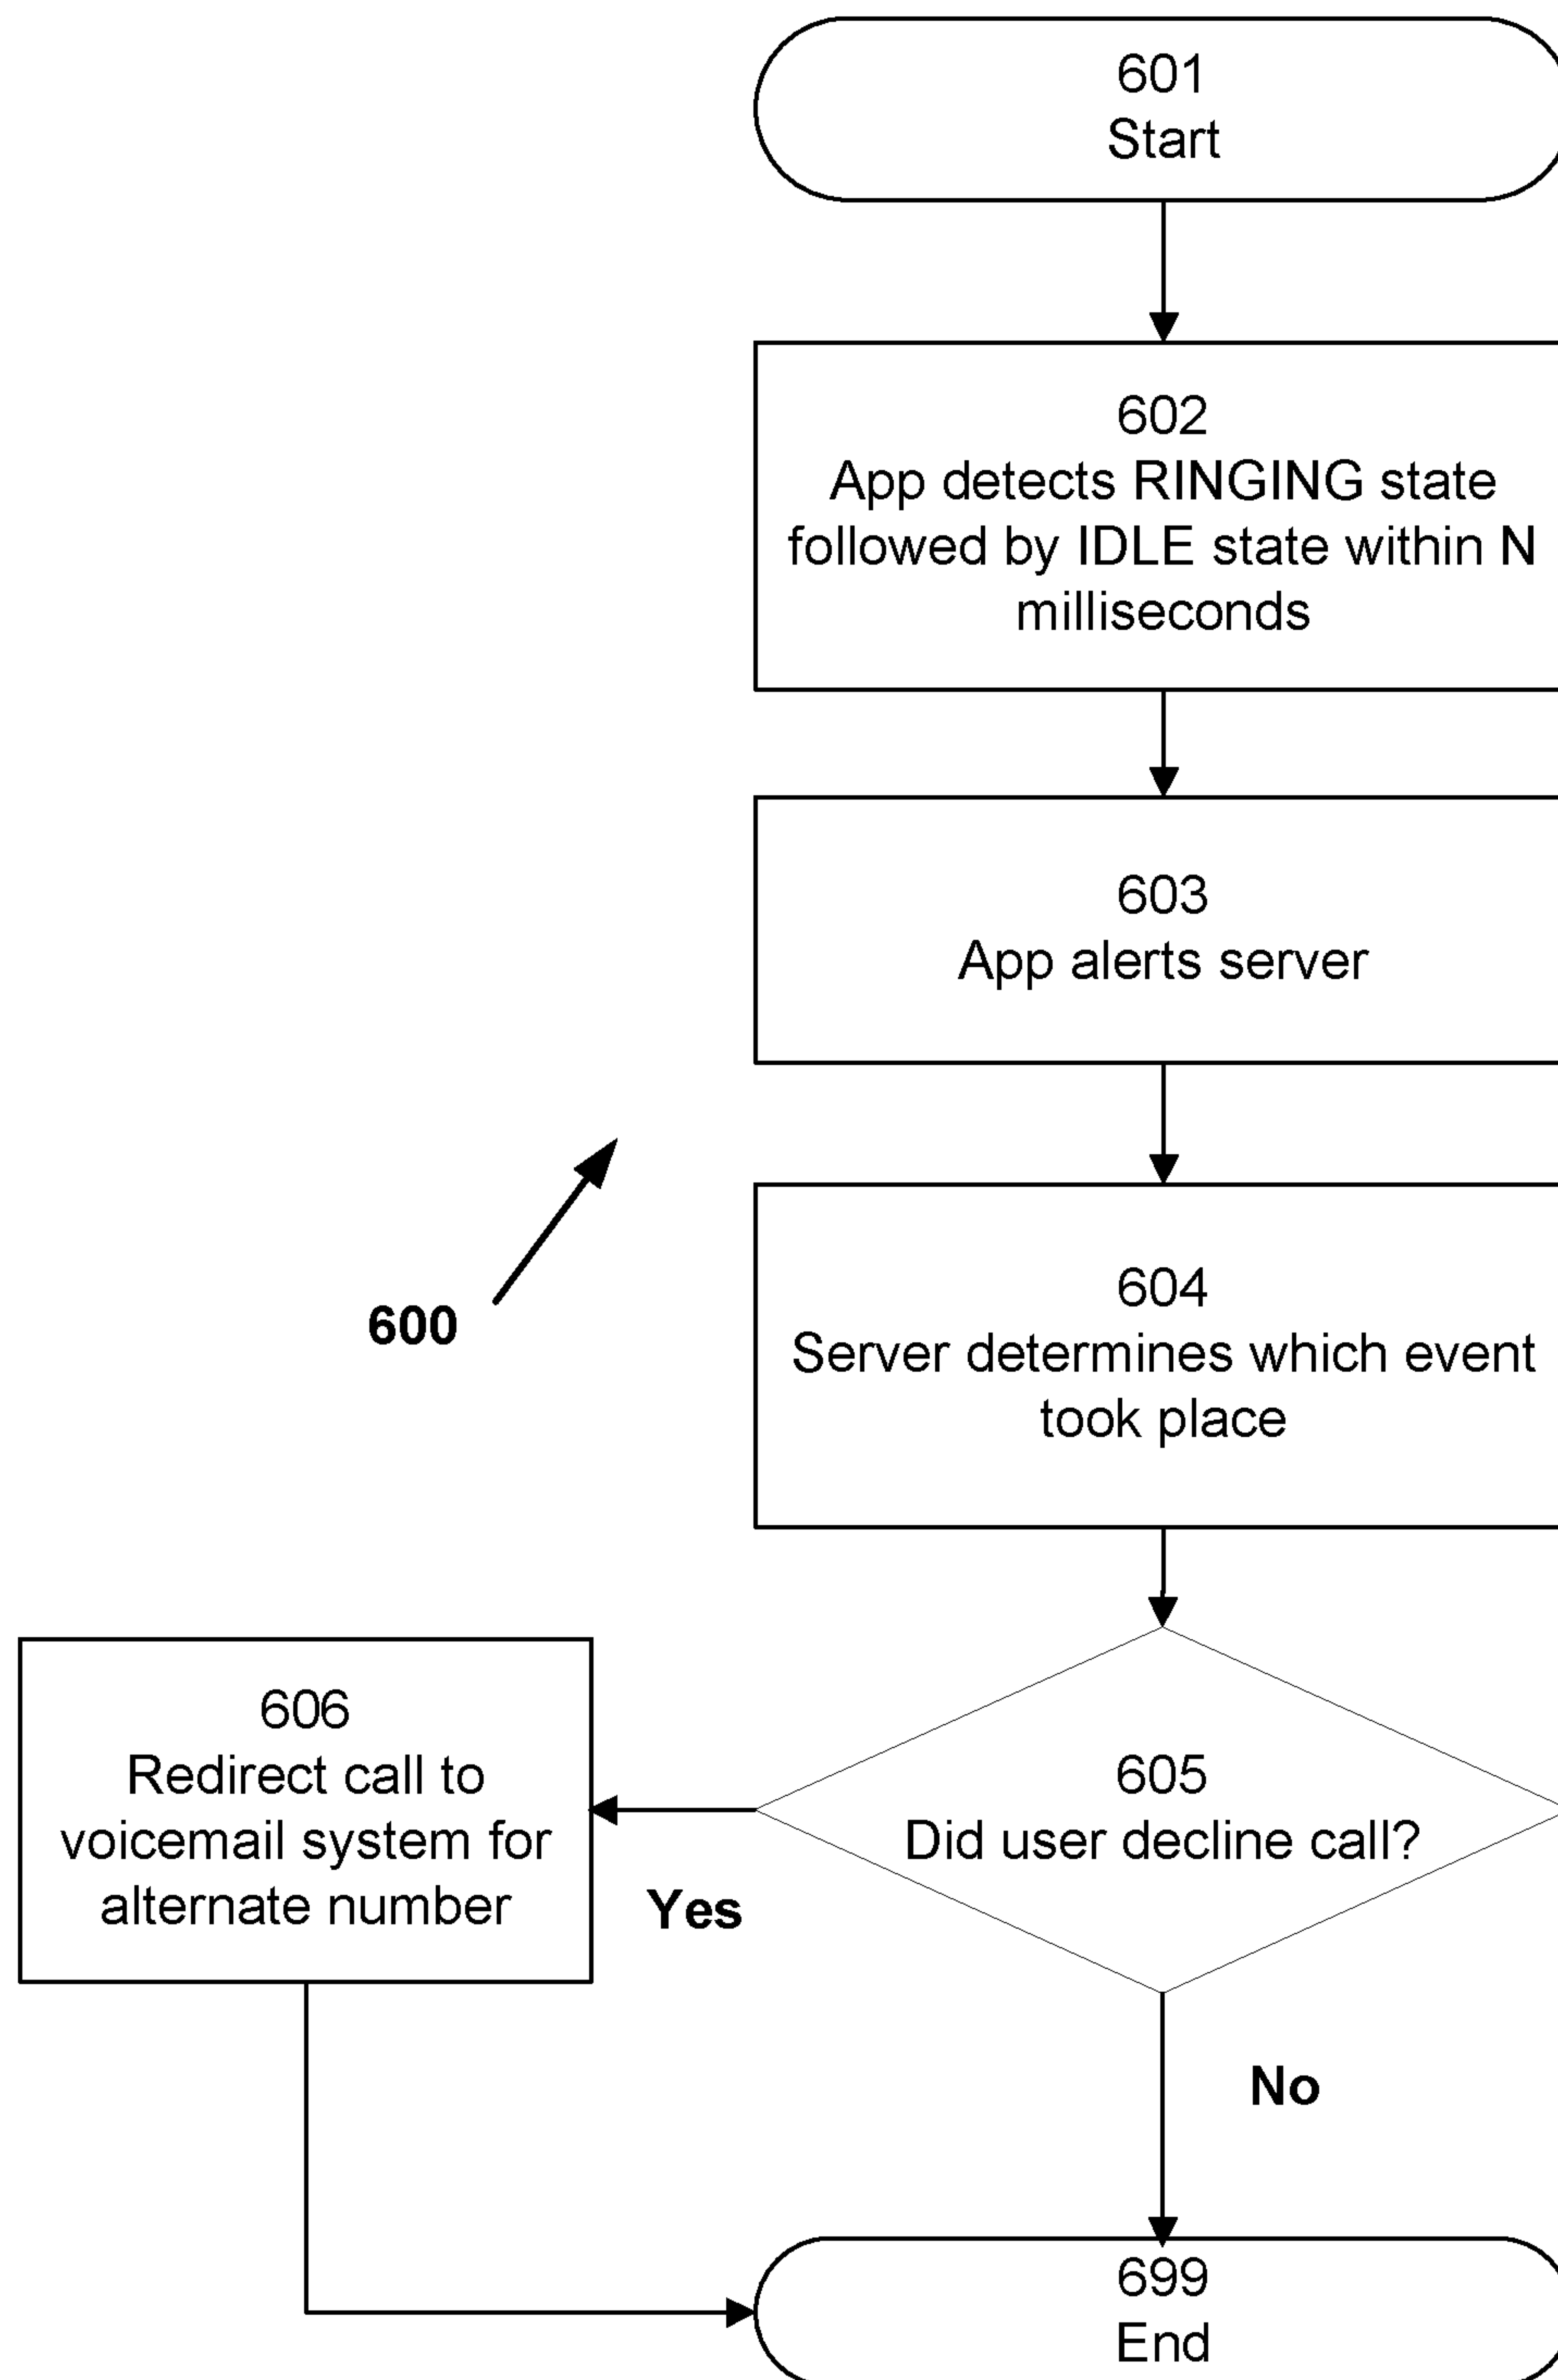 601
Start
602
App detects RINGING state
followed by IDLE state within N
milliseconds
603
App alerts server
604
Server determines which event
took place
600
605
Did user decline call?
Yes
606
Redirect call to
voicemail system for
alternate number
No
699
End